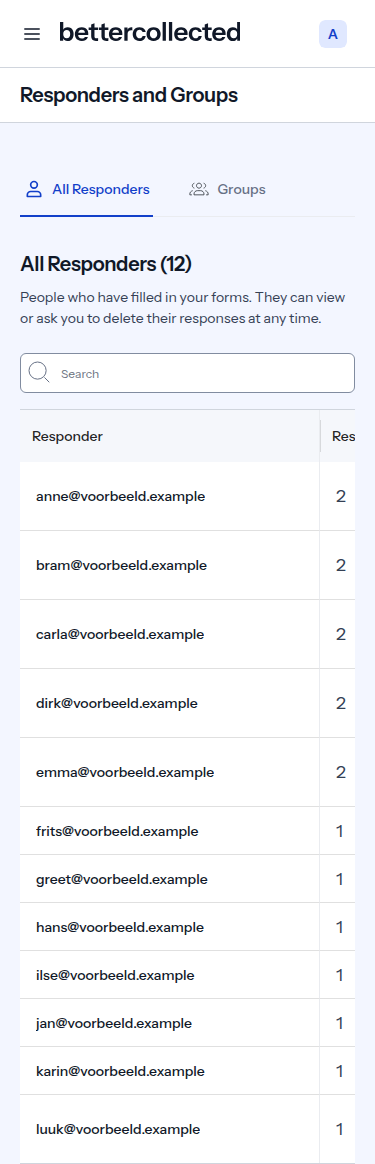 bettercollected
A
Responders and Groups
All Responders
Groups
All Responders (12)
People who have filled in your forms. They can view
or ask you to delete their responses at any time.
Search
Responder Res
anne@voorbeeld.example 2
bram@voorbeeld.example 2
carla@voorbeeld.example 2
dirk@voorbeeld.example 2
emma@voorbeeld.example 2
frits@voorbeeld.example 1
greet@voorbeeld.example 1
hans@voorbeeld.example 1
ilse@voorbeeld.example 1
jan@voorbeeld.example 1
karin@voorbeeld.example 1
luuk@voorbeeld.example 1